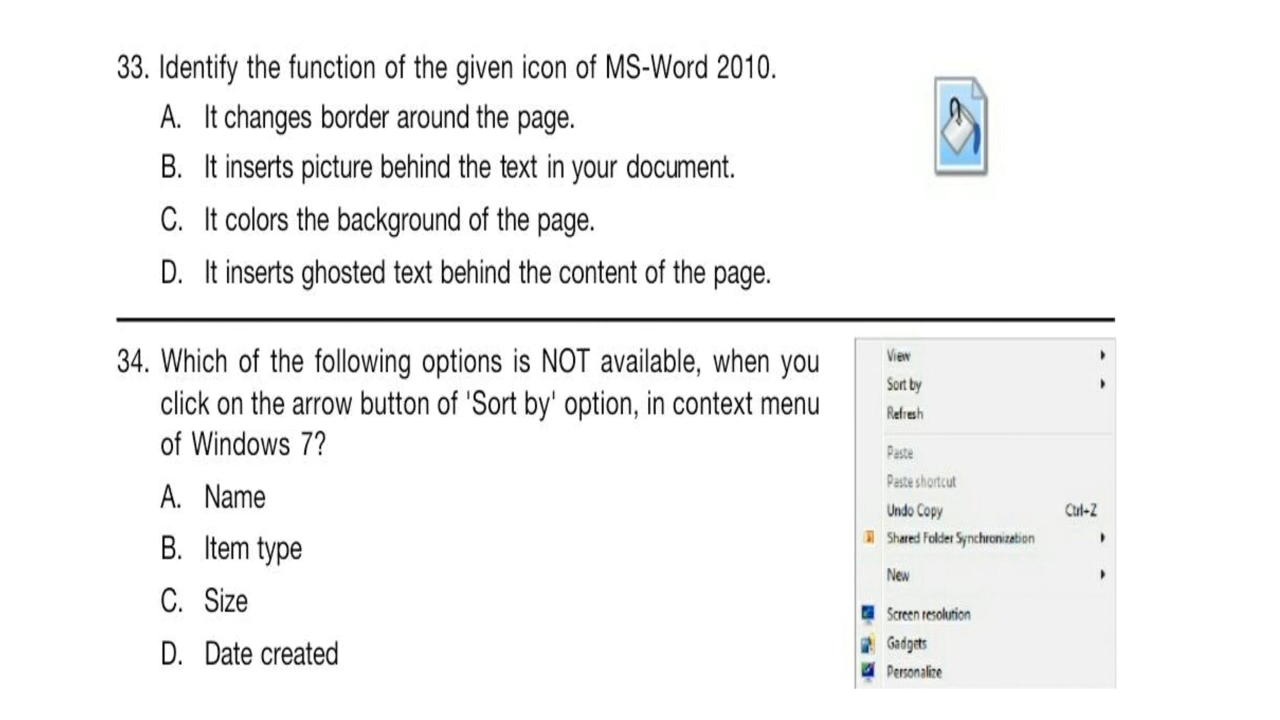 33. Identify the function of the given icon of MS-Word 2010.
A. It changes border around the page.
B. It inserts picture behind the text in your document.
C. It colors the background of the page.
D. It inserts ghosted text behind the content of the page.
34. Which of the following options is NOT available, when you
click on the arrow button of 'Sort by' option, in context menu
of Windows 7?
A. Name
B. Item type
C. Size
D. Date created
View
Sort by
Refresh
Paste
Paste shortcut
Undo Copy Ctrl+Z
Shared Folder Synchronization
New
Screen resolution
Gadgets
Personalize